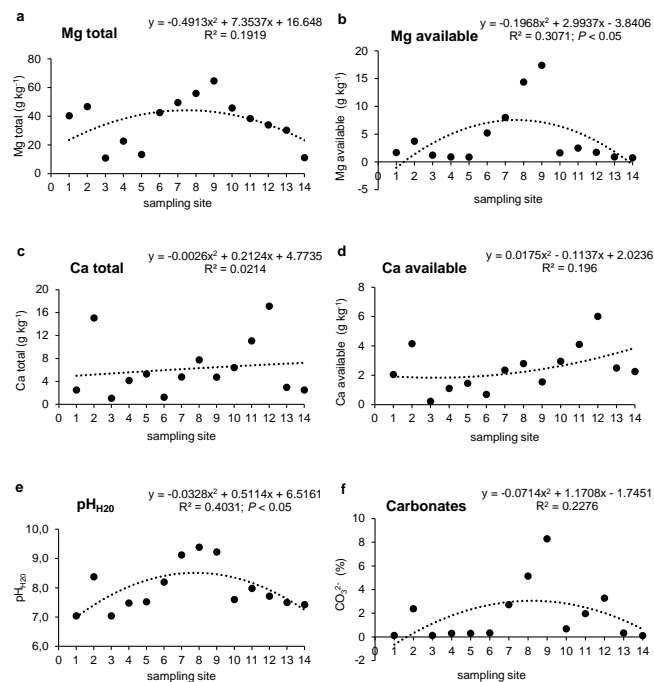 a
Mg total
y = -0.4913x² + 7.3537x + 16.648
R² = 0.1919
Mg total (g kg⁻¹)
80
60
40
20
0
0 1 2 3 4 5 6 7 8 9 10 11 12 13 14
sampling site
b
Mg available
y = -0.1968x² + 2.9937x - 3.8406
R² = 0.3071; P < 0.05
Mg available (g kg⁻¹)
20
15
10
5
0
-5
0 1 2 3 4 5 6 7 8 9 10 11 12 13 14
sampling site
c
Ca total
y = -0.0026x² + 0.2124x + 4.7735
R² = 0.0214
Ca total (g kg⁻¹)
20
16
12
8
4
0
0 1 2 3 4 5 6 7 8 9 10 11 12 13 14
sampling site
d
Ca available
y = 0.0175x² - 0.1137x + 2.0236
R² = 0.196
Ca available (g kg⁻¹)
8
6
4
2
0
0 1 2 3 4 5 6 7 8 9 10 11 12 13 14
sampling site
e
pH_H20
y = -0.0328x² + 0.5114x + 6.5161
R² = 0.4031; P < 0.05
pH_H20
10,0
9,0
8,0
7,0
6,0
0 1 2 3 4 5 6 7 8 9 10 11 12 13 14
sampling site
f
Carbonates
y = -0.0714x² + 1.1708x - 1.7451
R² = 0.2276
CO₃²⁻ (%)
10
8
6
4
2
0
-2
0 1 2 3 4 5 6 7 8 9 10 11 12 13 14
sampling site